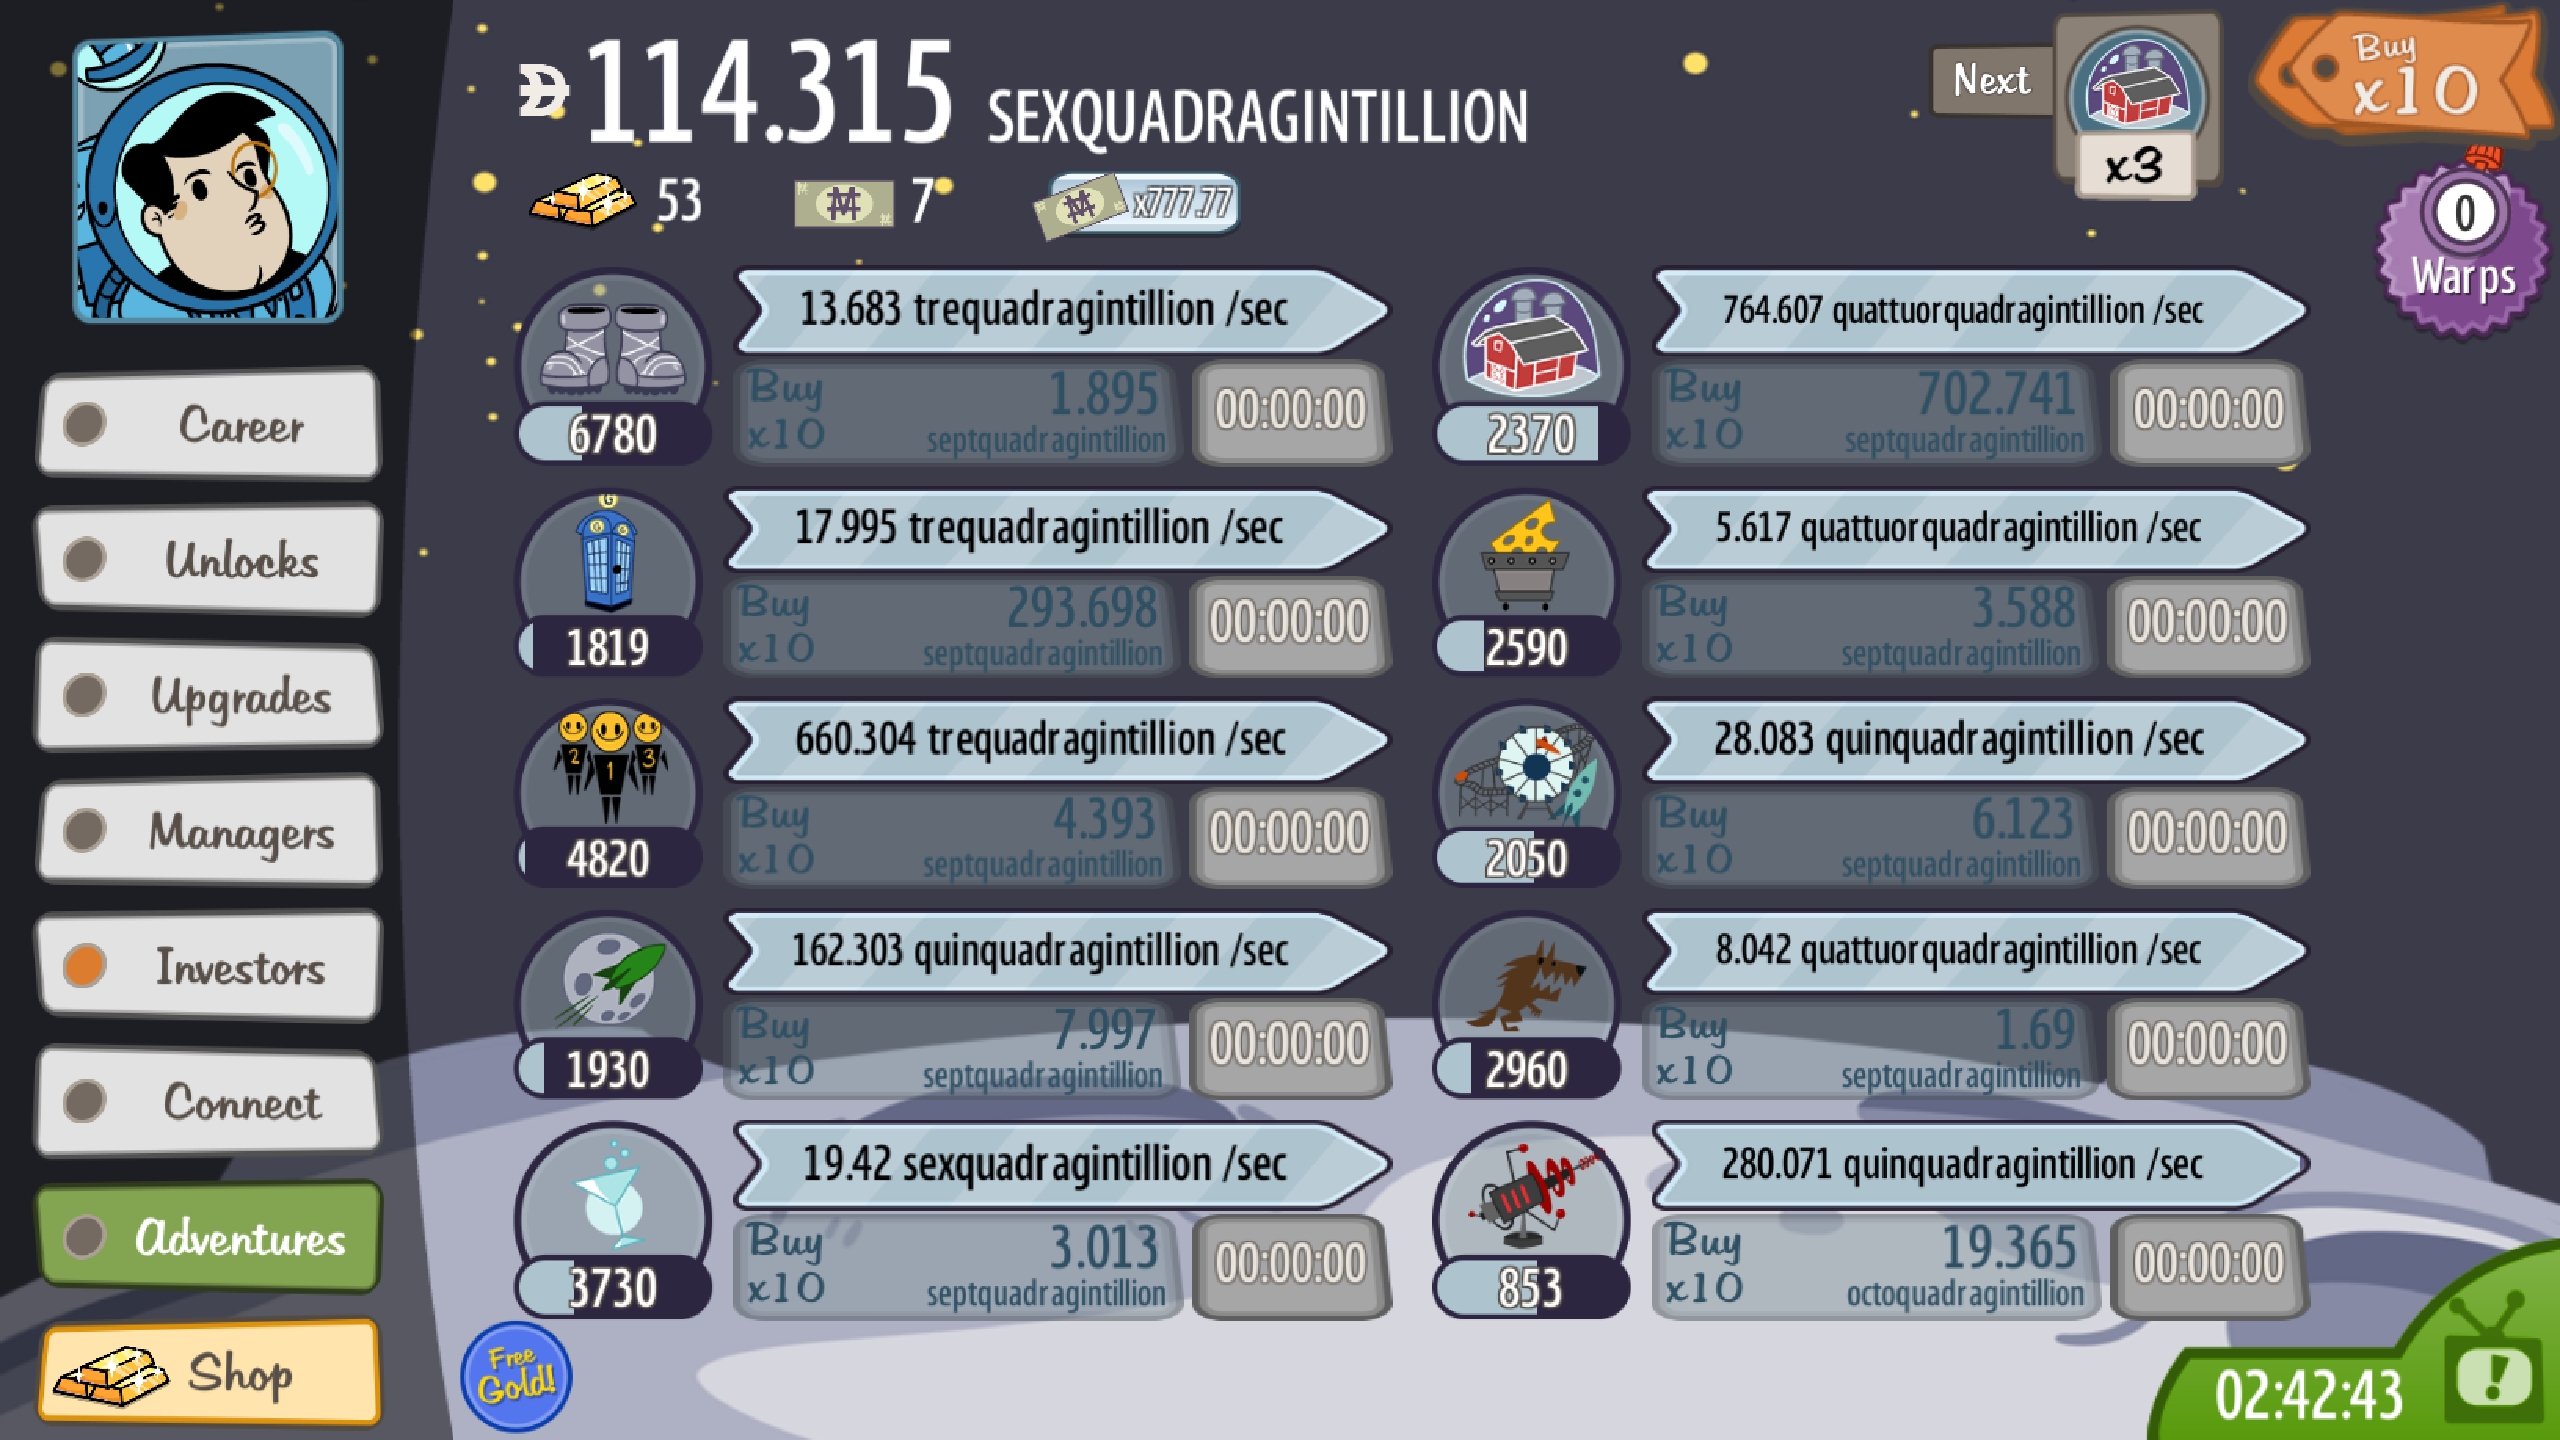 114.315 SEXQUADRAGINTILLION
53
7
x777.77
Next
x3
Buy
x10
0
Warps
Career
Unlocks
Upgrades
Managers
Investors
Connect
Adventures
Shop
13.683 trequadragintillion /sec
Buy
x10
1.895
septquadragintillion
00:00:00
6780
764.607 quattuorquadragintillion /sec
Buy
x10
702.741
septquadragintillion
00:00:00
2370
G
G G
17.995 trequadragintillion /sec
Buy
x10
293.698
septquadragintillion
00:00:00
1819
5.617 quattuorquadragintillion /sec
Buy
x10
3.588
septquadragintillion
00:00:00
2590
2 1 3
660.304 trequadragintillion /sec
Buy
x10
4.393
septquadragintillion
00:00:00
4820
28.083 quinquadragintillion /sec
Buy
x10
6.123
septquadragintillion
00:00:00
2050
162.303 quinquadragintillion /sec
Buy
x10
7.997
septquadragintillion
00:00:00
1930
8.042 quattuorquadragintillion /sec
Buy
x10
1.69
septquadragintillion
00:00:00
2960
19.42 sexquadragintillion /sec
Buy
x10
3.013
septquadragintillion
00:00:00
3730
280.071 quinquadragintillion /sec
Buy
x10
19.365
octoquadragintillion
00:00:00
853
Free
Gold!
02:42:43
!